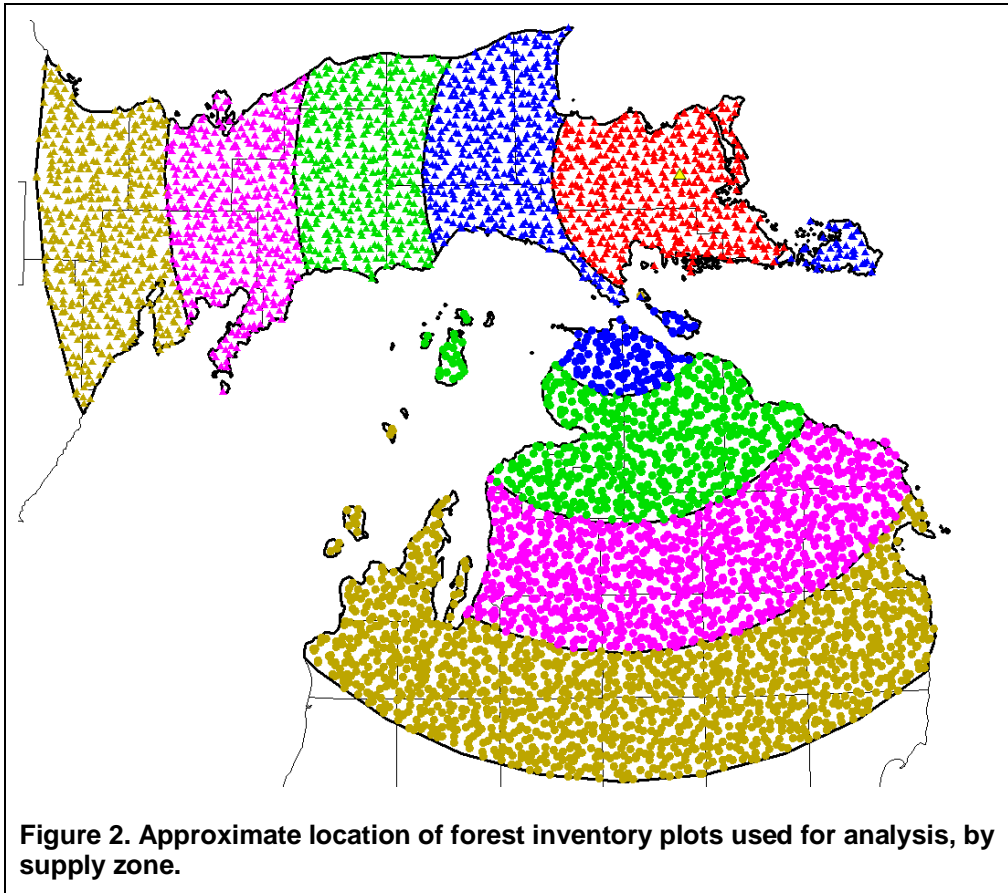 Figure 2. Approximate location of forest inventory plots used for analysis, by
supply zone.